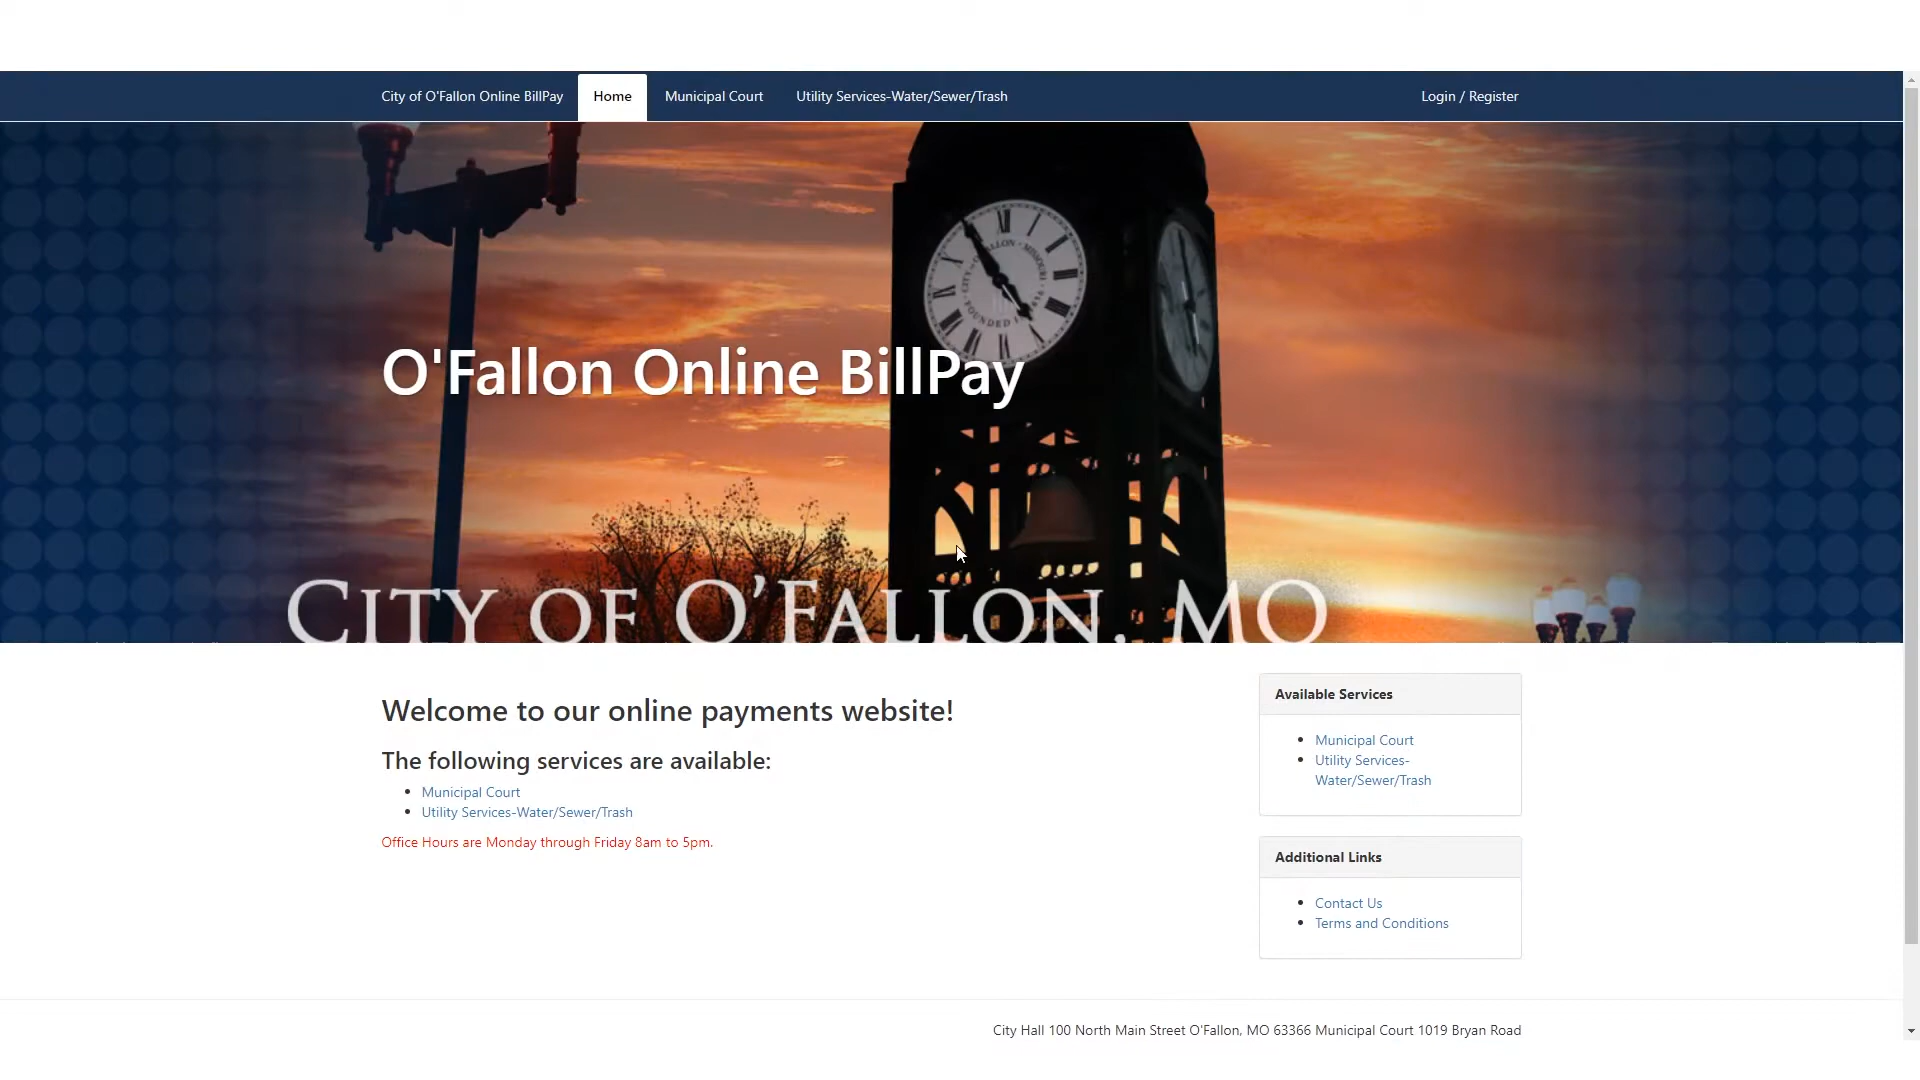 City of O'Fallon Online BillPay
Home
Municipal Court
Utility Services-Water/Sewer/Trash
Login / Register
O'Fallon Online BillPay
CITY OF O'FALLON, MO
Welcome to our online payments website!
The following services are available:
Municipal Court
Utility Services-Water/Sewer/Trash
Office Hours are Monday through Friday 8am to 5pm.
Available Services
Municipal Court
Utility Services-
Water/Sewer/Trash
Additional Links
Contact Us
Terms and Conditions
City Hall 100 North Main Street O'Fallon, MO 63366 Municipal Court 1019 Bryan Road